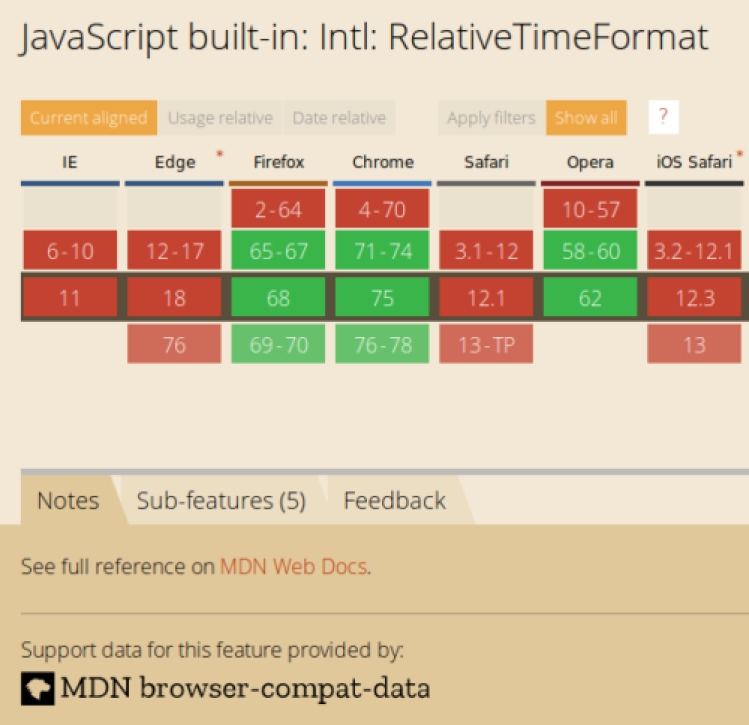 JavaScript built-in: Intl: RelativeTimeFormat
Current aligned Usage relative Date relative Apply filters Show all ?
IE Edge * Firefox Chrome Safari Opera iOS Safari *
2-64 4-70 10-57
6-10 12-17 65-67 71-74 3.1-12 58-60 3.2-12.1
11 18 68 75 12.1 62 12.3
76 69-70 76-78 13-TP 13
Notes Sub-features (5) Feedback
See full reference on MDN Web Docs.
Support data for this feature provided by:
MDN browser-compat-data